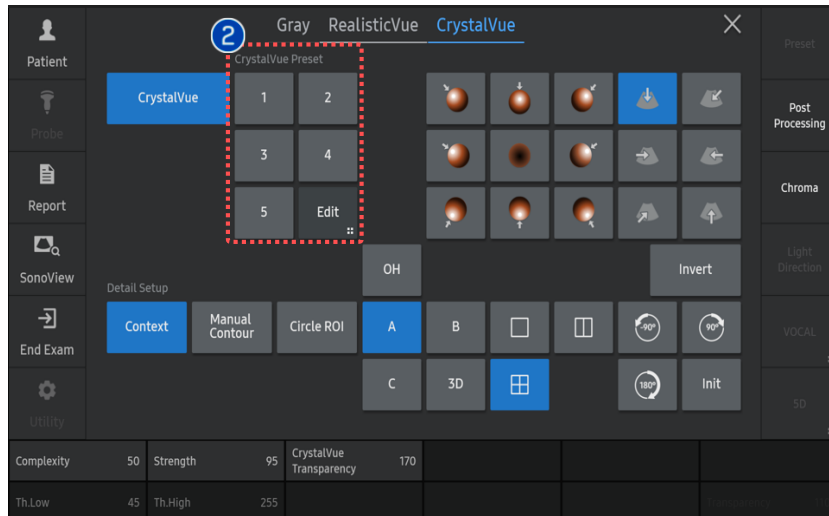 Patient
Probe
Report
SonoView
End Exam
Utility
2
Gray RealisticVue CrystalVue
CrystalVue Preset
CrystalVue
1
2
3
4
5
Edit
OH
Invert
Detail Setup
Context
Manual
Contour
Circle ROI
A
B
-90°
90°
C
3D
180°
Init
Preset
Post
Processing
Chroma
Light
Direction
VOCAL
5D
Complexity 50
Strength 95
CrystalVue
Transparency 170
Th.Low 45
Th.High 255
Transparency